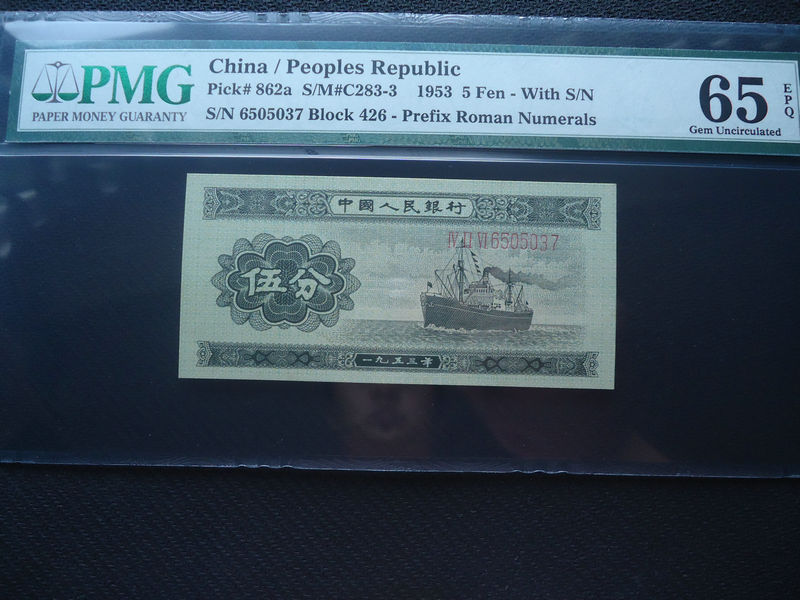 PMG
PAPER MONEY GUARANTY
China / Peoples Republic
Pick# 862a S/M#C283-3 1953 5 Fen - With S/N
S/N 6505037 Block 426 - Prefix Roman Numerals
65
EPQ
Gem Uncirculated
中國人民銀行
IV II VI 6505037
伍分
一九五三年